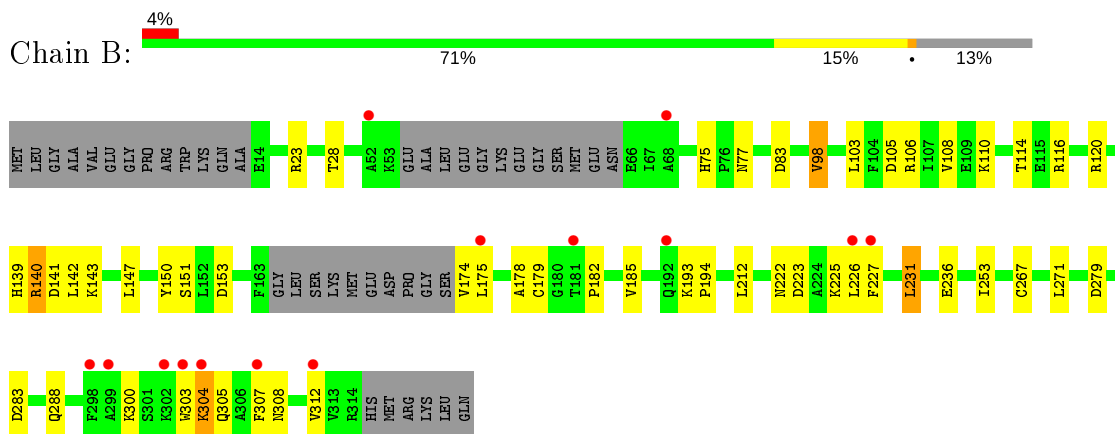 4%
Chain B:
71% 15% • 13%
MET LEU GLY ALA VAL GLU GLY PRO ARG TRP LYS GLN ALA E14 R23 T28 A52 K53 GLU ALA LEU GLU GLY LYS GLU GLY SER MET GLU ASN E66 I67 A68 H75 P76 N77 D83 V98 L103 F104 D105 R106 I107 V108 E109 K110 T114 E115 R116 R120
H139 R140 D141 L142 K143 L147 Y150 S151 L152 D153 F163 GLY LEU SER LYS MET GLU ASP PRO GLY SER V174 L175 A178 C179 G180 T181 P182 V185 Q192 K193 P194 L212 N222 D223 A224 K225 L226 F227 L231 E236 I253 C267 L271 D279
D283 Q288 F298 A299 K300 S301 K302 W303 K304 Q305 A306 F307 N308 V312 V313 R314 HIS MET ARG LYS LEU GLN